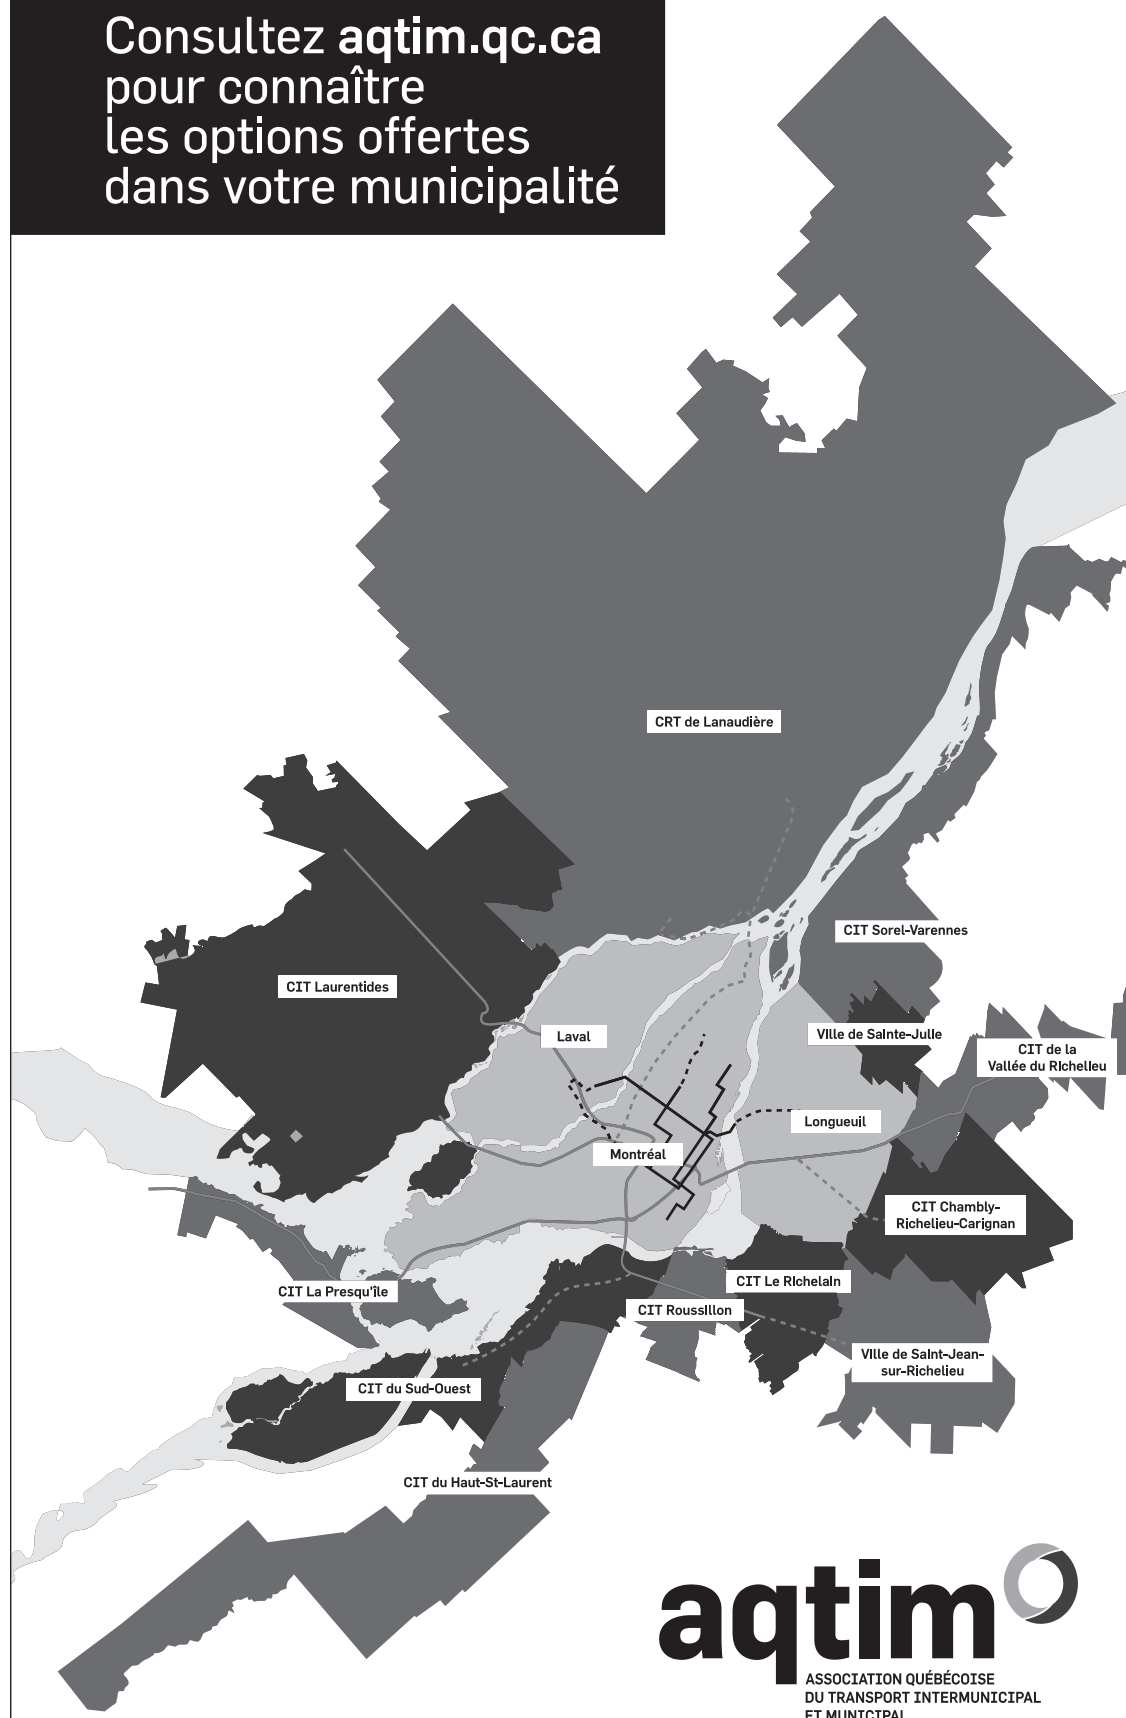 Consultez aqtim.qc.ca
pour connaître
les options offertes
dans votre municipalité
CRT de Lanaudière
CIT Sorel-Varennes
CIT Laurentides
Laval
Ville de Sainte-Julie
CIT de la
Vallée du Richelieu
Longueuil
Montréal
CIT Chambly-
Richelieu-Carignan
CIT La Presqu'île
CIT Le Richelain
CIT Roussillon
Ville de Saint-Jean-
sur-Richelieu
CIT du Sud-Ouest
CIT du Haut-St-Laurent
aqtim
ASSOCIATION QUÉBÉCOISE
DU TRANSPORT INTERMUNICIPAL
ET MUNICIPAL